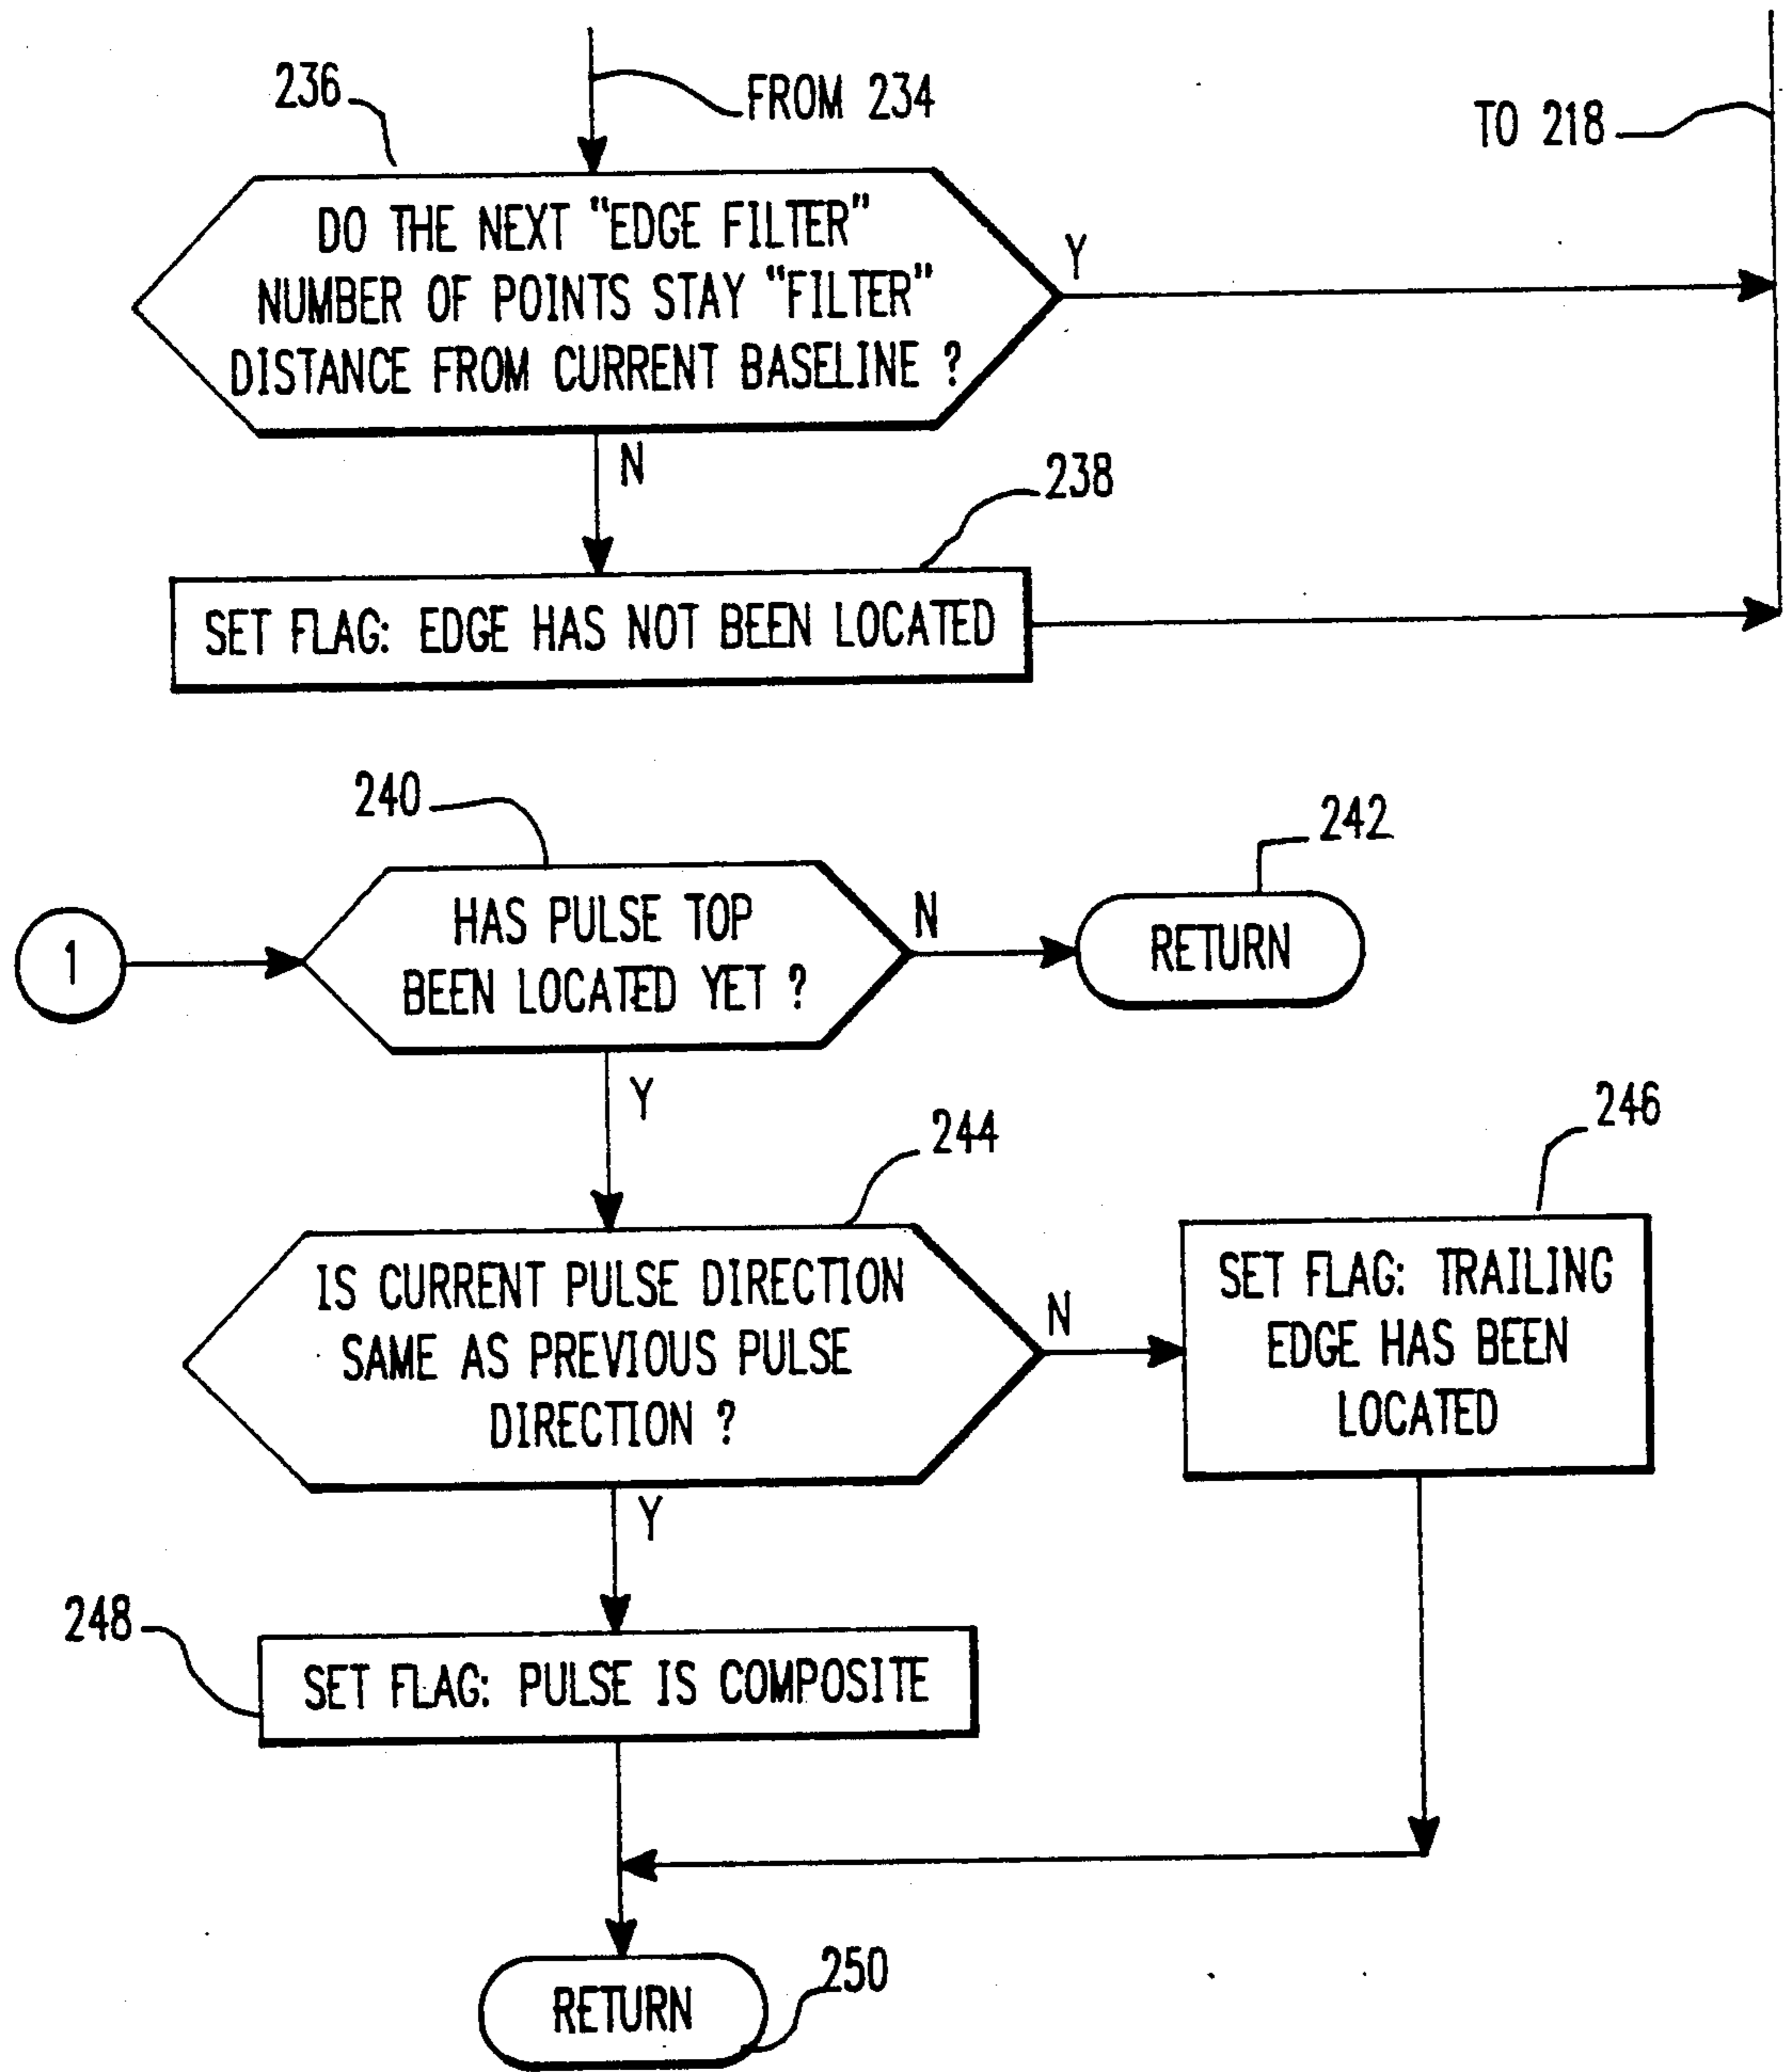 236
FROM 234
TO 218
DO THE NEXT "EDGE FILTER"
NUMBER OF POINTS STAY "FILTER"
DISTANCE FROM CURRENT BASELINE ?
Y
N
238
SET FLAG: EDGE HAS NOT BEEN LOCATED
240
242
1
HAS PULSE TOP
BEEN LOCATED YET ?
N
RETURN
Y
244
246
IS CURRENT PULSE DIRECTION
SAME AS PREVIOUS PULSE
DIRECTION ?
N
SET FLAG: TRAILING
EDGE HAS BEEN
LOCATED
Y
248
SET FLAG: PULSE IS COMPOSITE
RETURN
250